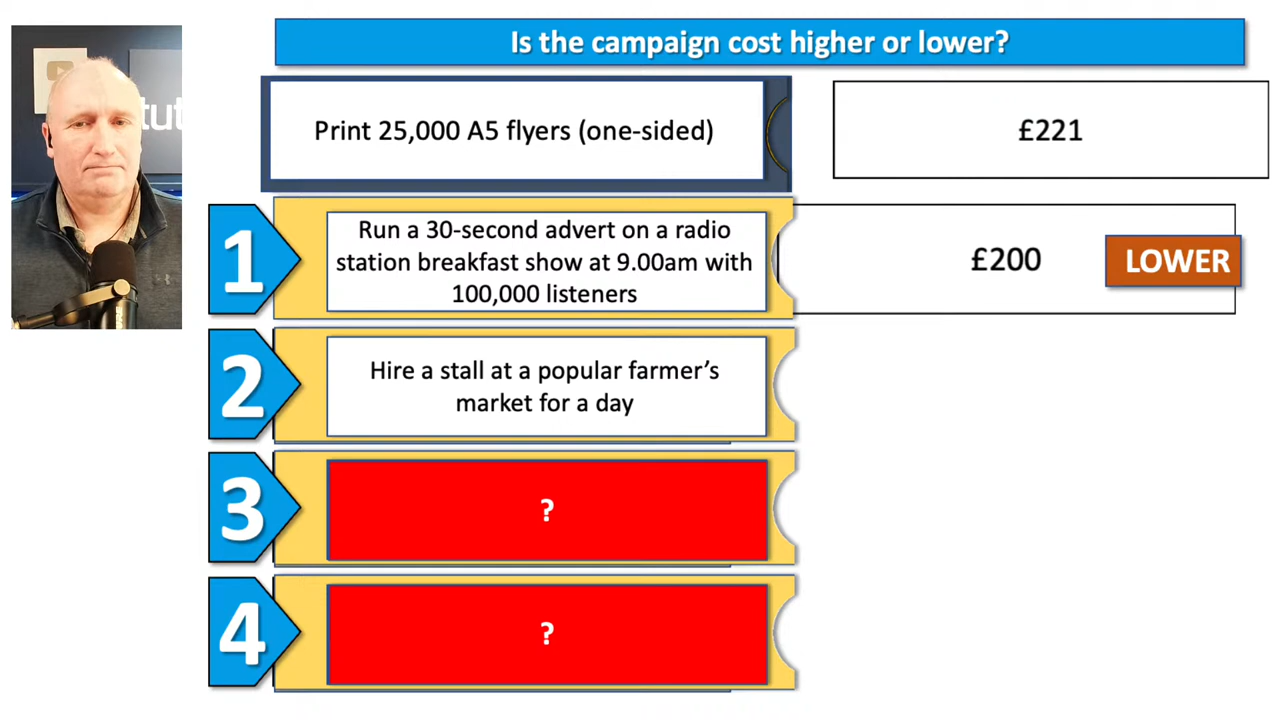 Is the campaign cost higher or lower?
Print 25,000 A5 flyers (one-sided)
£221
1
Run a 30-second advert on a radio
station breakfast show at 9.00am with
100,000 listeners
£200
LOWER
2
Hire a stall at a popular farmer’s
market for a day
3
?
4
?
tut